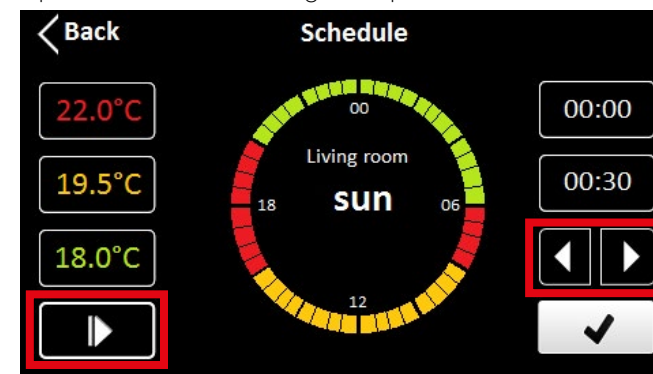 Back
Schedule
22.0°C
19.5°C
18.0°C
00
Living room
sun
18
06
12
00:00
00:30